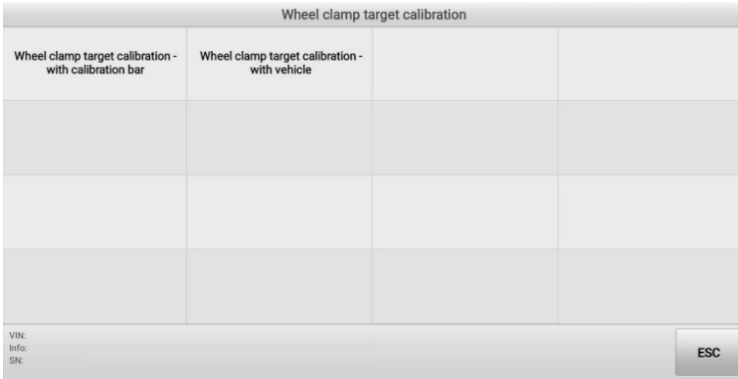 Wheel clamp target calibration
Wheel clamp target calibration -
with calibration bar
Wheel clamp target calibration -
with vehicle
VIN:
Info:
SN:
ESC